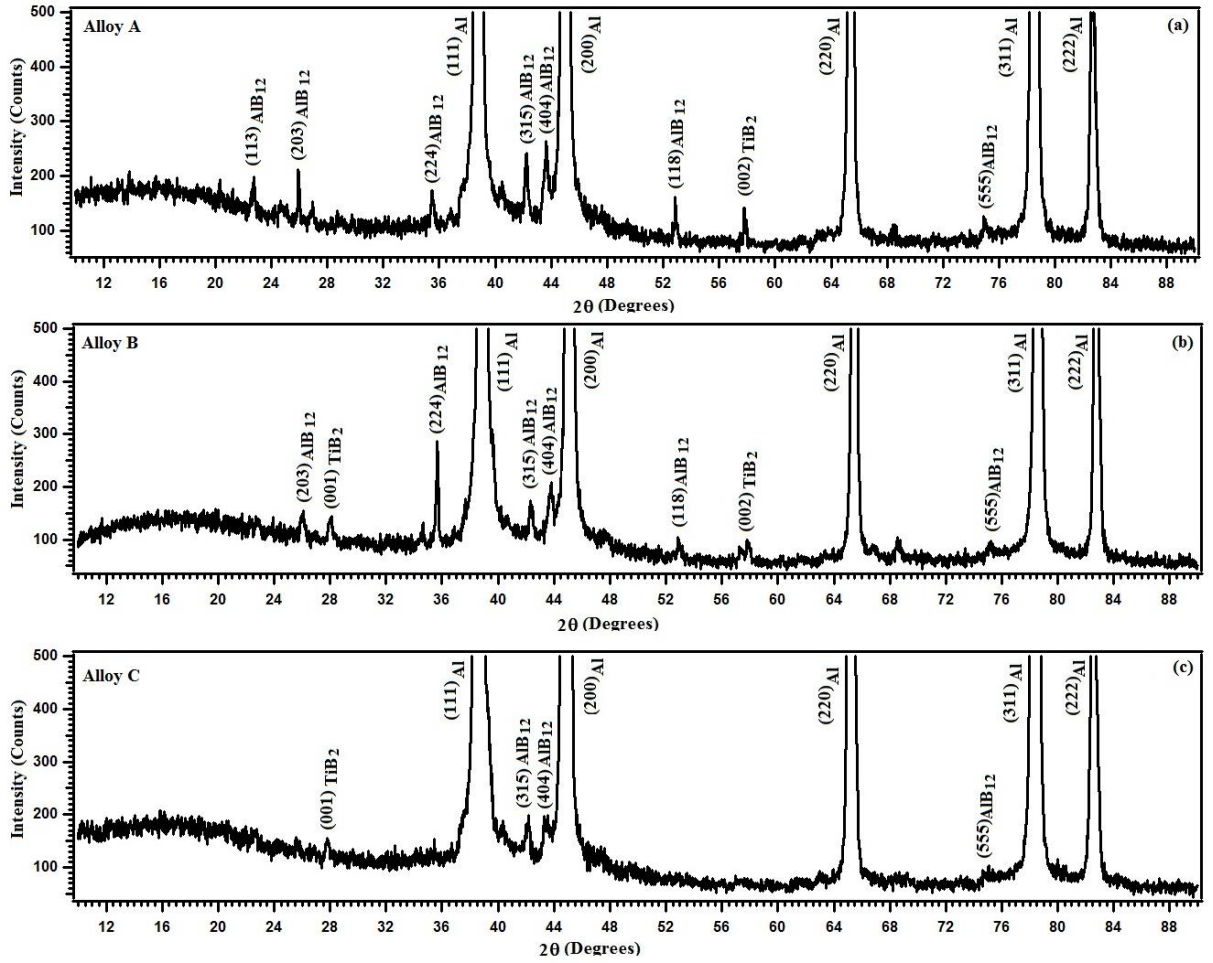 Alloy A
(a)
500
400
300
200
100
Intensity (Counts)
(113) AlB12
(203) AlB12
(224) AlB12
(111) Al
(315) AlB12
(404) AlB12
(200) Al
(118) AlB12
(002) TiB2
(220) Al
(555) AlB12
(311) Al
(222) Al
12 16 20 24 28 32 36 40 44 48 52 56 60 64 68 72 76 80 84 88
2θ (Degrees)
Alloy B
(b)
500
400
300
200
100
Intensity (Counts)
(203) AlB12
(001) TiB2
(224) AlB12
(111) Al
(315) AlB12
(404) AlB12
(200) Al
(118) AlB12
(002) TiB2
(220) Al
(555) AlB12
(311) Al
(222) Al
12 16 20 24 28 32 36 40 44 48 52 56 60 64 68 72 76 80 84 88
2θ (Degrees)
Alloy C
(c)
500
400
300
200
100
Intensity (Counts)
(001) TiB2
(111) Al
(315) AlB12
(404) AlB12
(200) Al
(220) Al
(555) AlB12
(311) Al
(222) Al
12 16 20 24 28 32 36 40 44 48 52 56 60 64 68 72 76 80 84 88
2θ (Degrees)